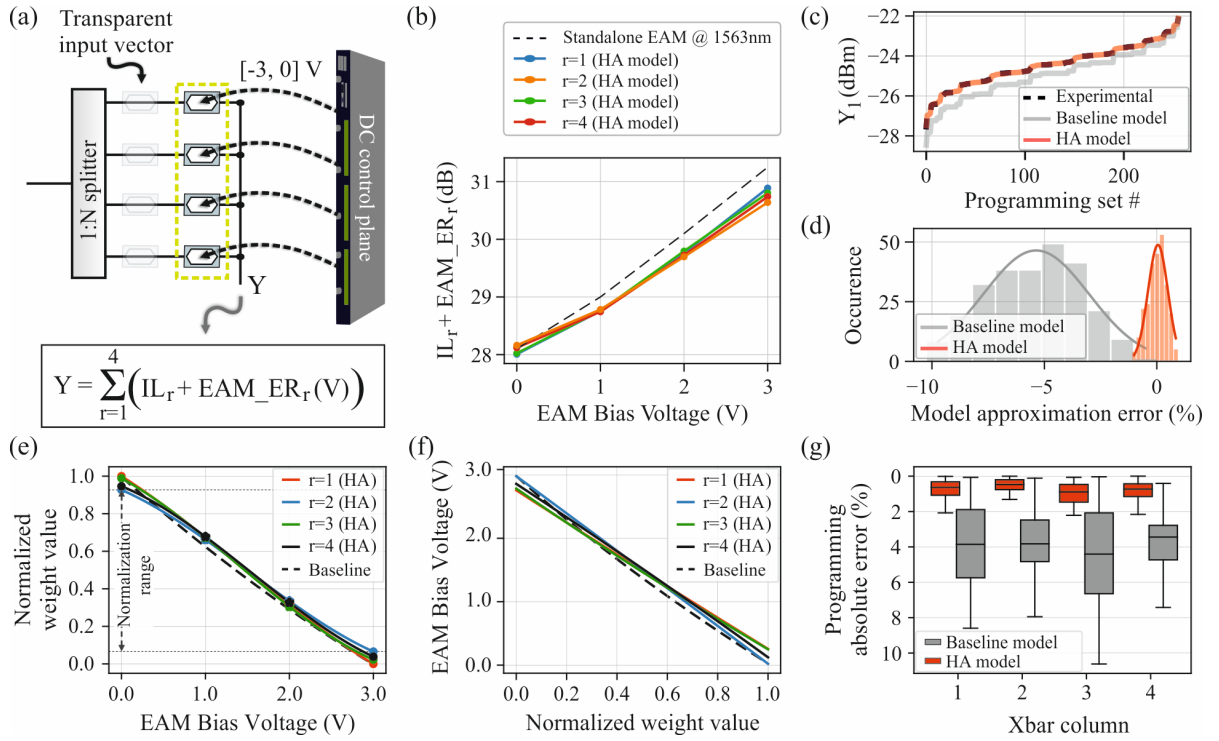 (a)
Transparent
input vector
[-3, 0] V
1:N splitter
DC control plane
Y
Y = ∑ 4 r=1 (IL_r + EAM_ER_r(V))
(b)
Standalone EAM @ 1563nm
r=1 (HA model)
r=2 (HA model)
r=3 (HA model)
r=4 (HA model)
IL_r + EAM_ER_r (dB)
31
30
29
28
0 1 2 3
EAM Bias Voltage (V)
(c)
Y_1 (dBm)
−22
−24
−26
−28
Experimental
Baseline model
HA model
0 100 200
Programming set #
(d)
Occurence
50
25
0
Baseline model
HA model
−10 −5 0
Model approximation error (%)
(e)
Normalized
weight value
1.0
0.8
0.6
0.4
0.2
0.0
Normalization
range
r=1 (HA)
r=2 (HA)
r=3 (HA)
r=4 (HA)
Baseline
0.0 1.0 2.0 3.0
EAM Bias Voltage (V)
(f)
EAM Bias Voltage (V)
3.0
2.0
1.0
0.0
r=1 (HA)
r=2 (HA)
r=3 (HA)
r=4 (HA)
Baseline
0.0 0.2 0.4 0.6 0.8 1.0
Normalized weight value
(g)
Programming
absolute error (%)
0
2
4
6
8
10
Baseline model
HA model
1 2 3 4
Xbar column